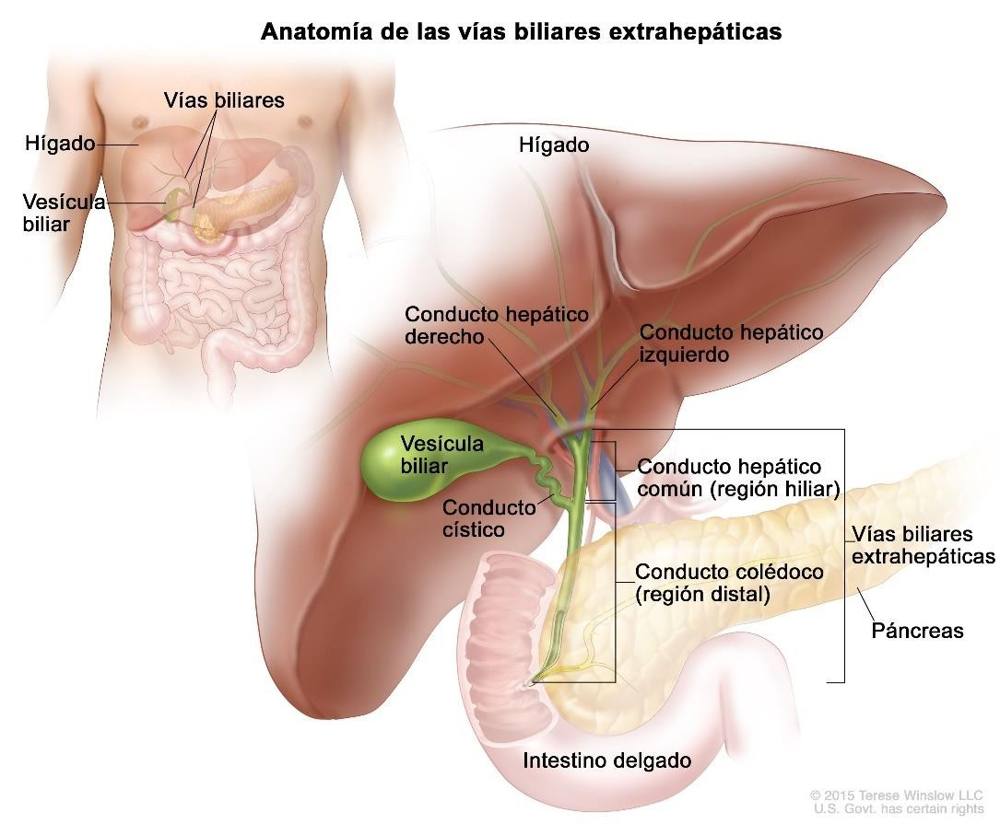 Anatomía de las vías biliares extrahepáticas
Vías biliares
Hígado
Vesícula
biliar
Hígado
Conducto hepático
derecho
Conducto hepático
izquierdo
Vesícula
biliar
Conducto
cístico
Conducto hepático
común (región hiliar)
Vías biliares
extrahepáticas
Conducto colédoco
(región distal)
Páncreas
Intestino delgado
© 2015 Terese Winslow LLC
U.S. Govt. has certain rights